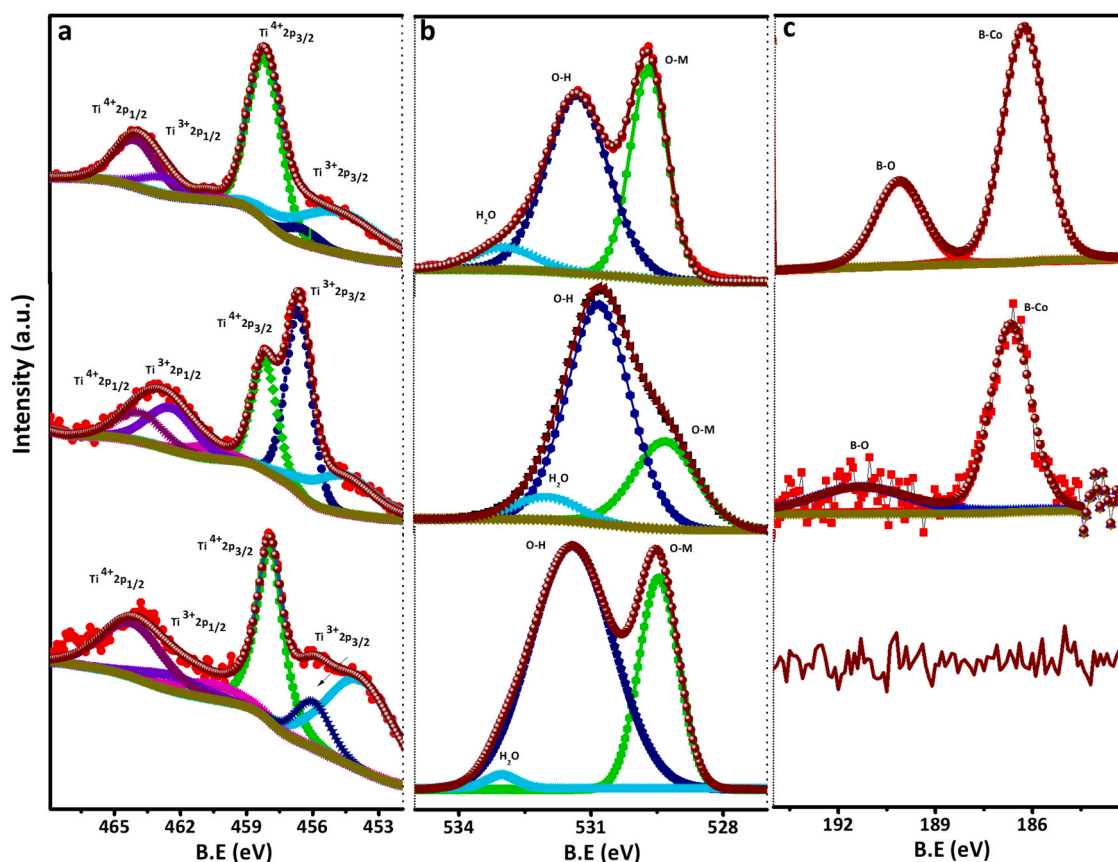 a
Ti⁴⁺2p₃/₂
Ti⁴⁺2p₁/₂
Ti³⁺2p₁/₂
Ti³⁺2p₃/₂
Ti³⁺2p₃/₂
Ti⁴⁺2p₃/₂
Ti³⁺2p₁/₂
Ti⁴⁺2p₁/₂
Ti⁴⁺2p₃/₂
Ti⁴⁺2p₁/₂
Ti³⁺2p₁/₂
Ti³⁺2p₃/₂
Intensity (a.u.)
465 462 459 456 453
B.E (eV)
b
O-H
O-M
H₂O
O-H
O-M
H₂O
O-H
O-M
H₂O
534 531 528
B.E (eV)
c
B-Co
B-O
B-Co
B-O
192 189 186
B.E (eV)